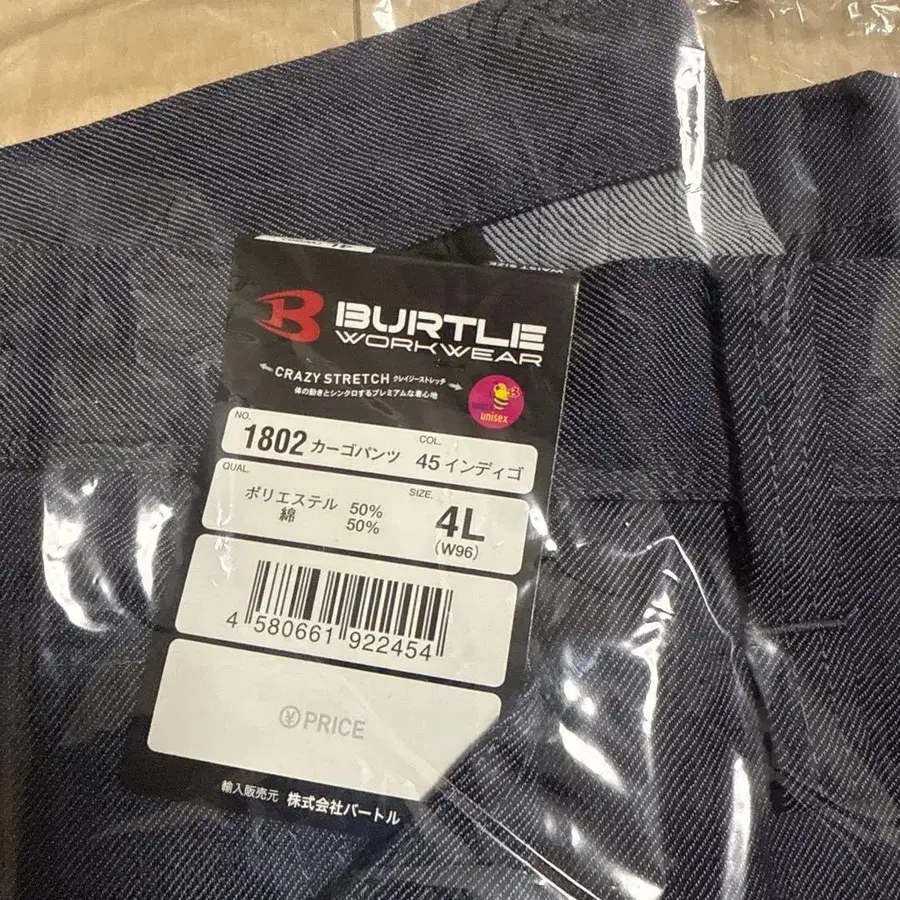 WAIST SIZE
BURTLE
WORKWEAR
CRAZY STRETCH クレイジーストレッチ
体の動きとシンクロするプレミアムな着心地
unisex
NO. 1802 カーゴパンツ COL. 45 インディゴ
QUAL. ポリエステル 50%
綿 50%
SIZE. 4L
(W96)
4 580661 922454
¥ PRICE
輸入販売元 株式会社バートル